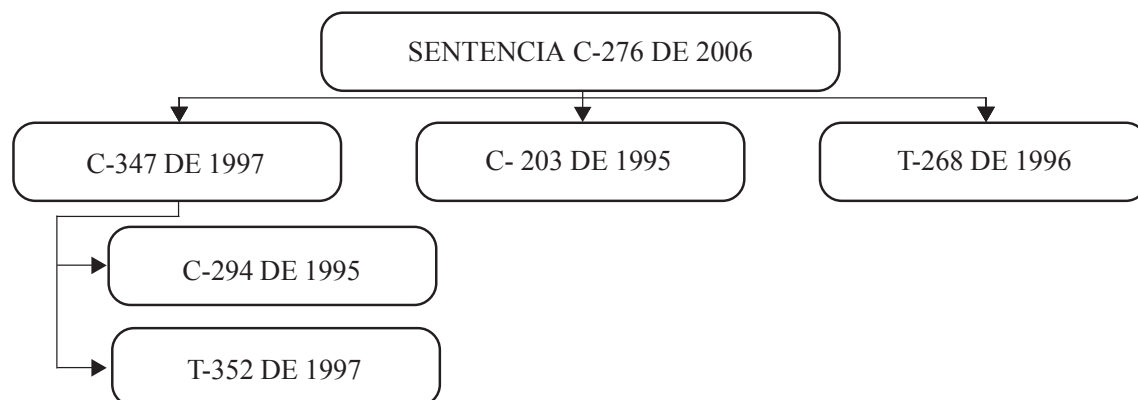 SENTENCIA C-276 DE 2006
C-347 DE 1997
C- 203 DE 1995
T-268 DE 1996
C-294 DE 1995
T-352 DE 1997